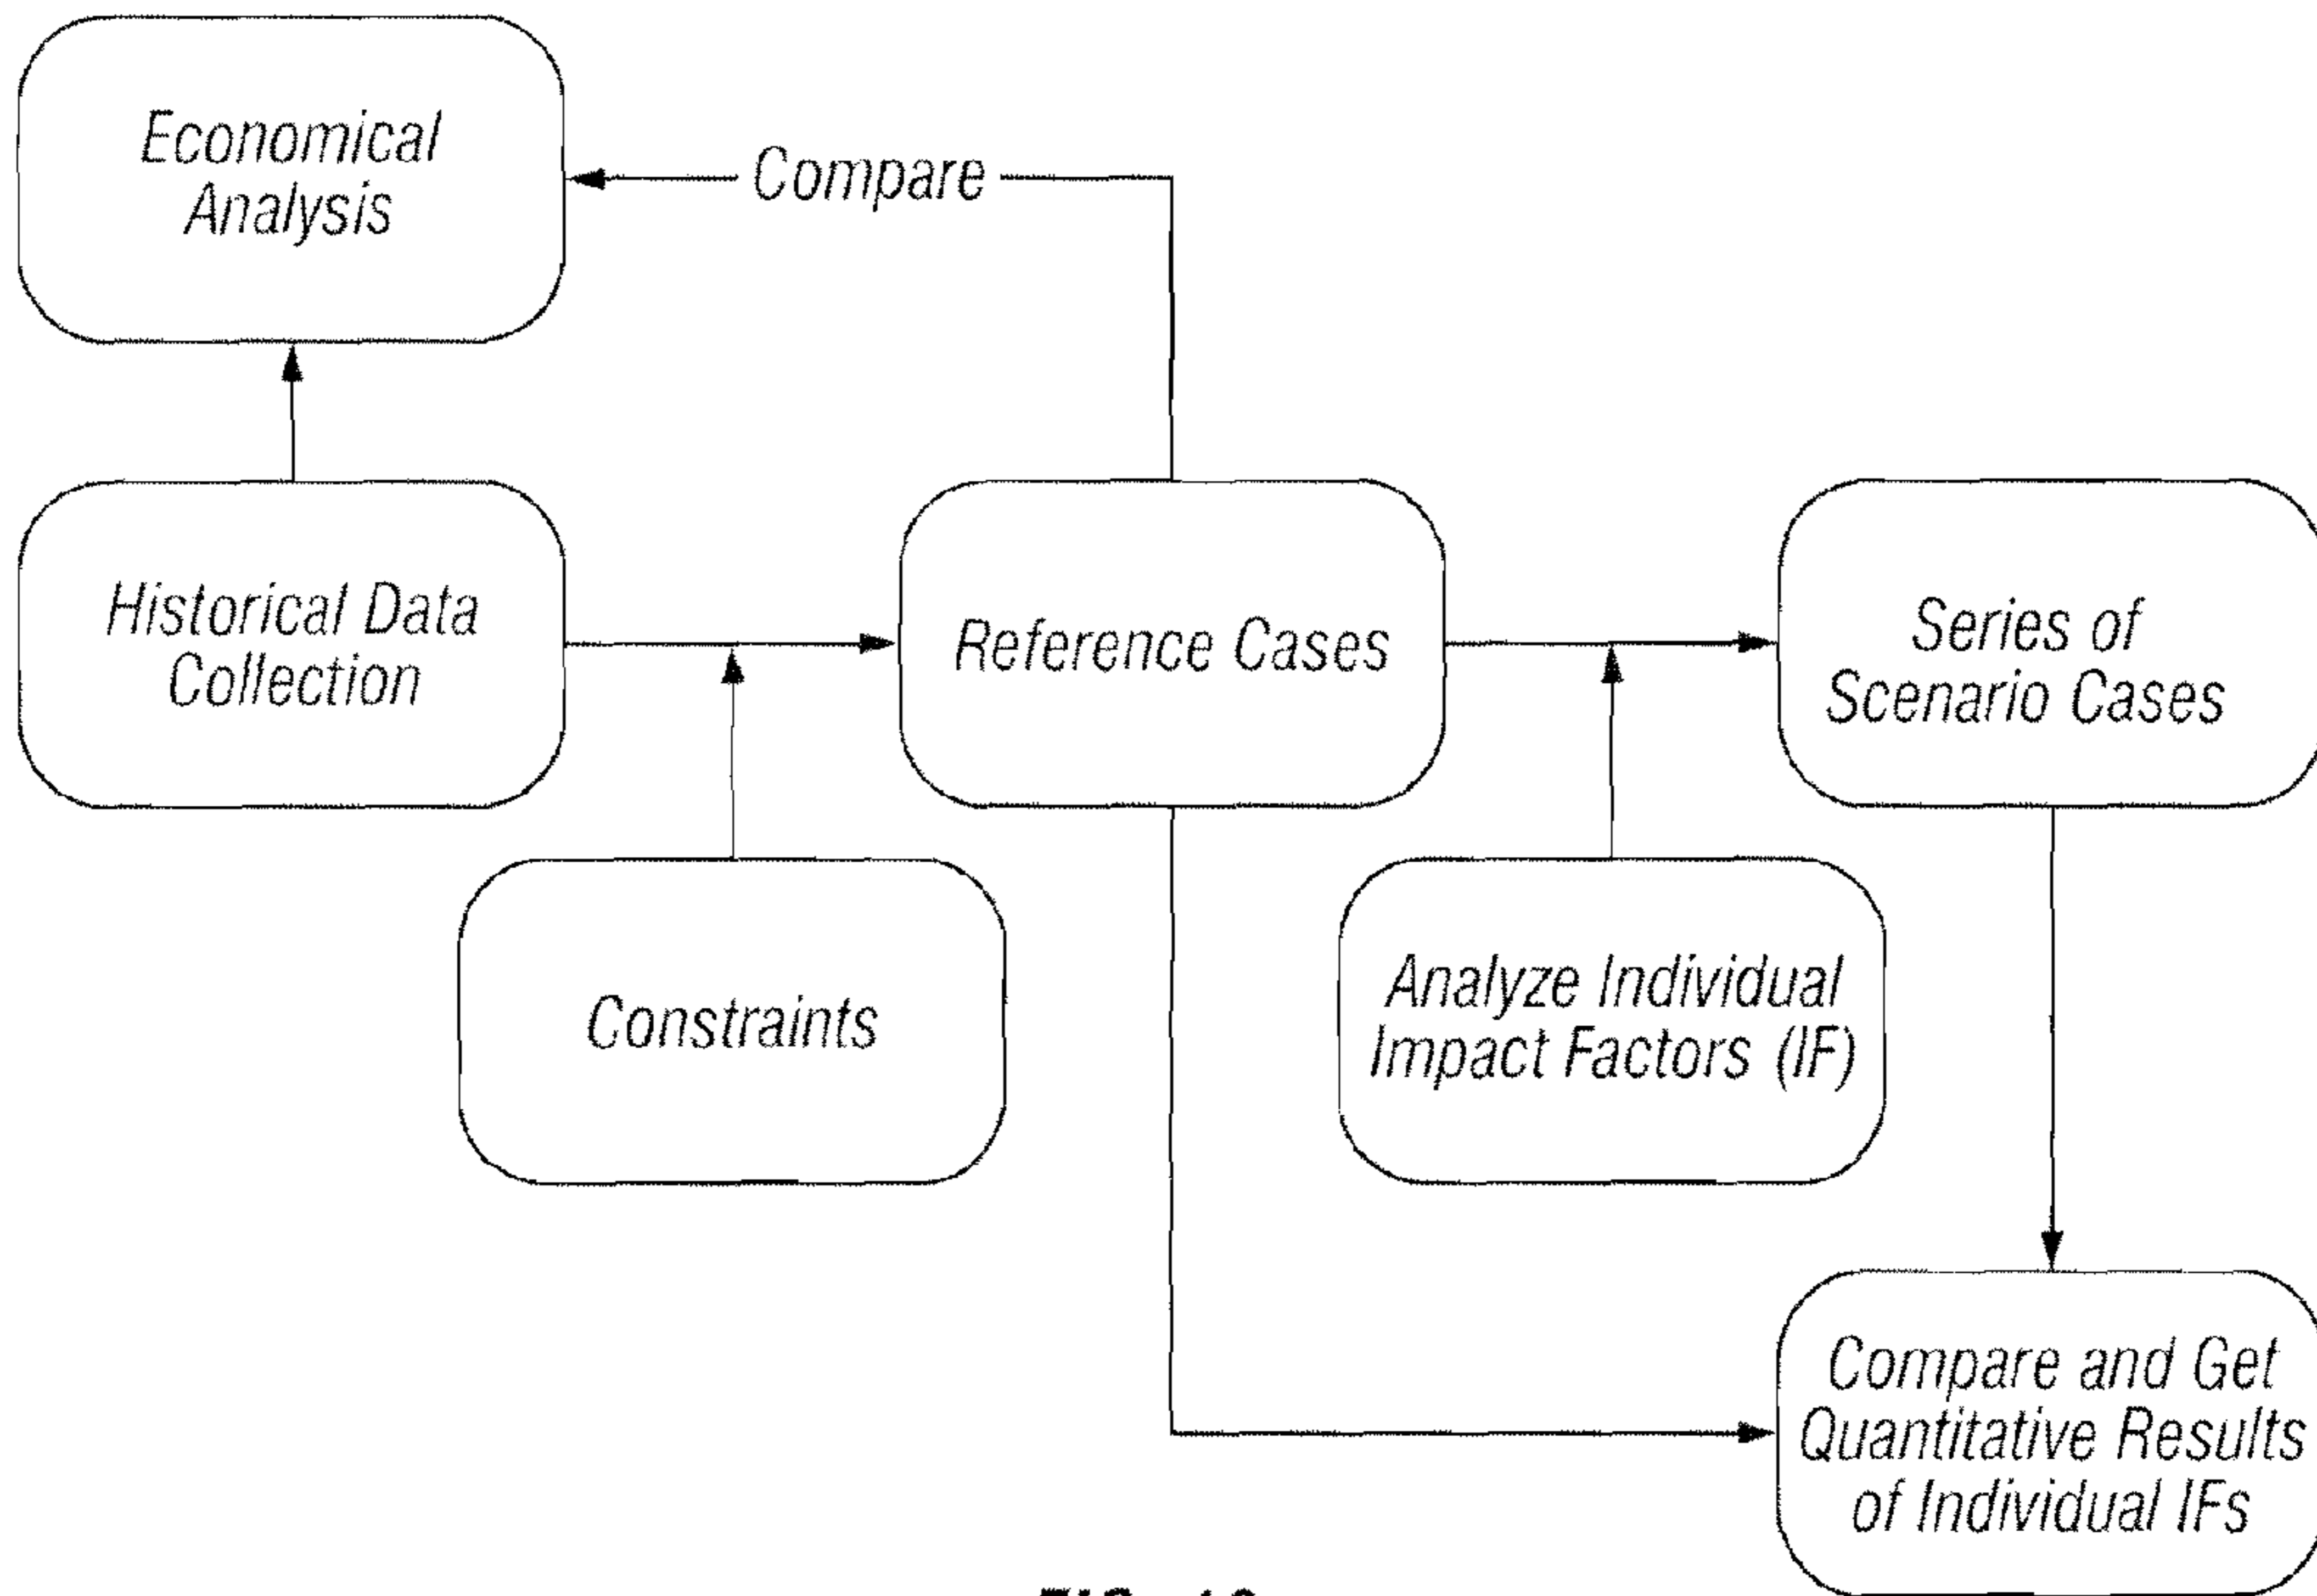 Economical
Analysis
Compare
Historical Data
Collection
Reference Cases
Series of
Scenario Cases
Constraints
Analyze Individual
Impact Factors (IF)
Compare and Get
Quantitative Results
of Individual IFs